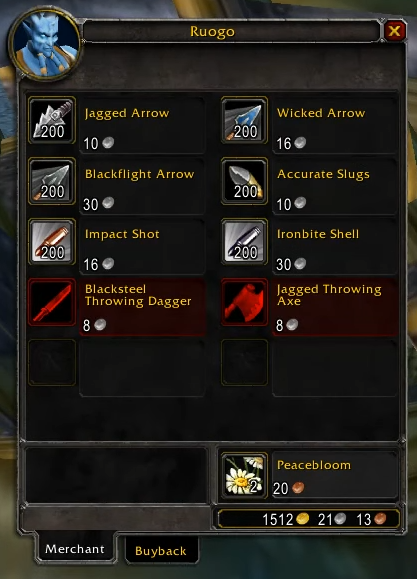 Ruogo
Jagged Arrow
200
10
Wicked Arrow
200
16
Blackflight Arrow
200
30
Accurate Slugs
200
10
Impact Shot
200
16
Ironbite Shell
200
30
Blacksteel
Throwing Dagger
8
Jagged Throwing
Axe
8
Peacebloom
2
20
1512 21 13
Merchant
Buyback